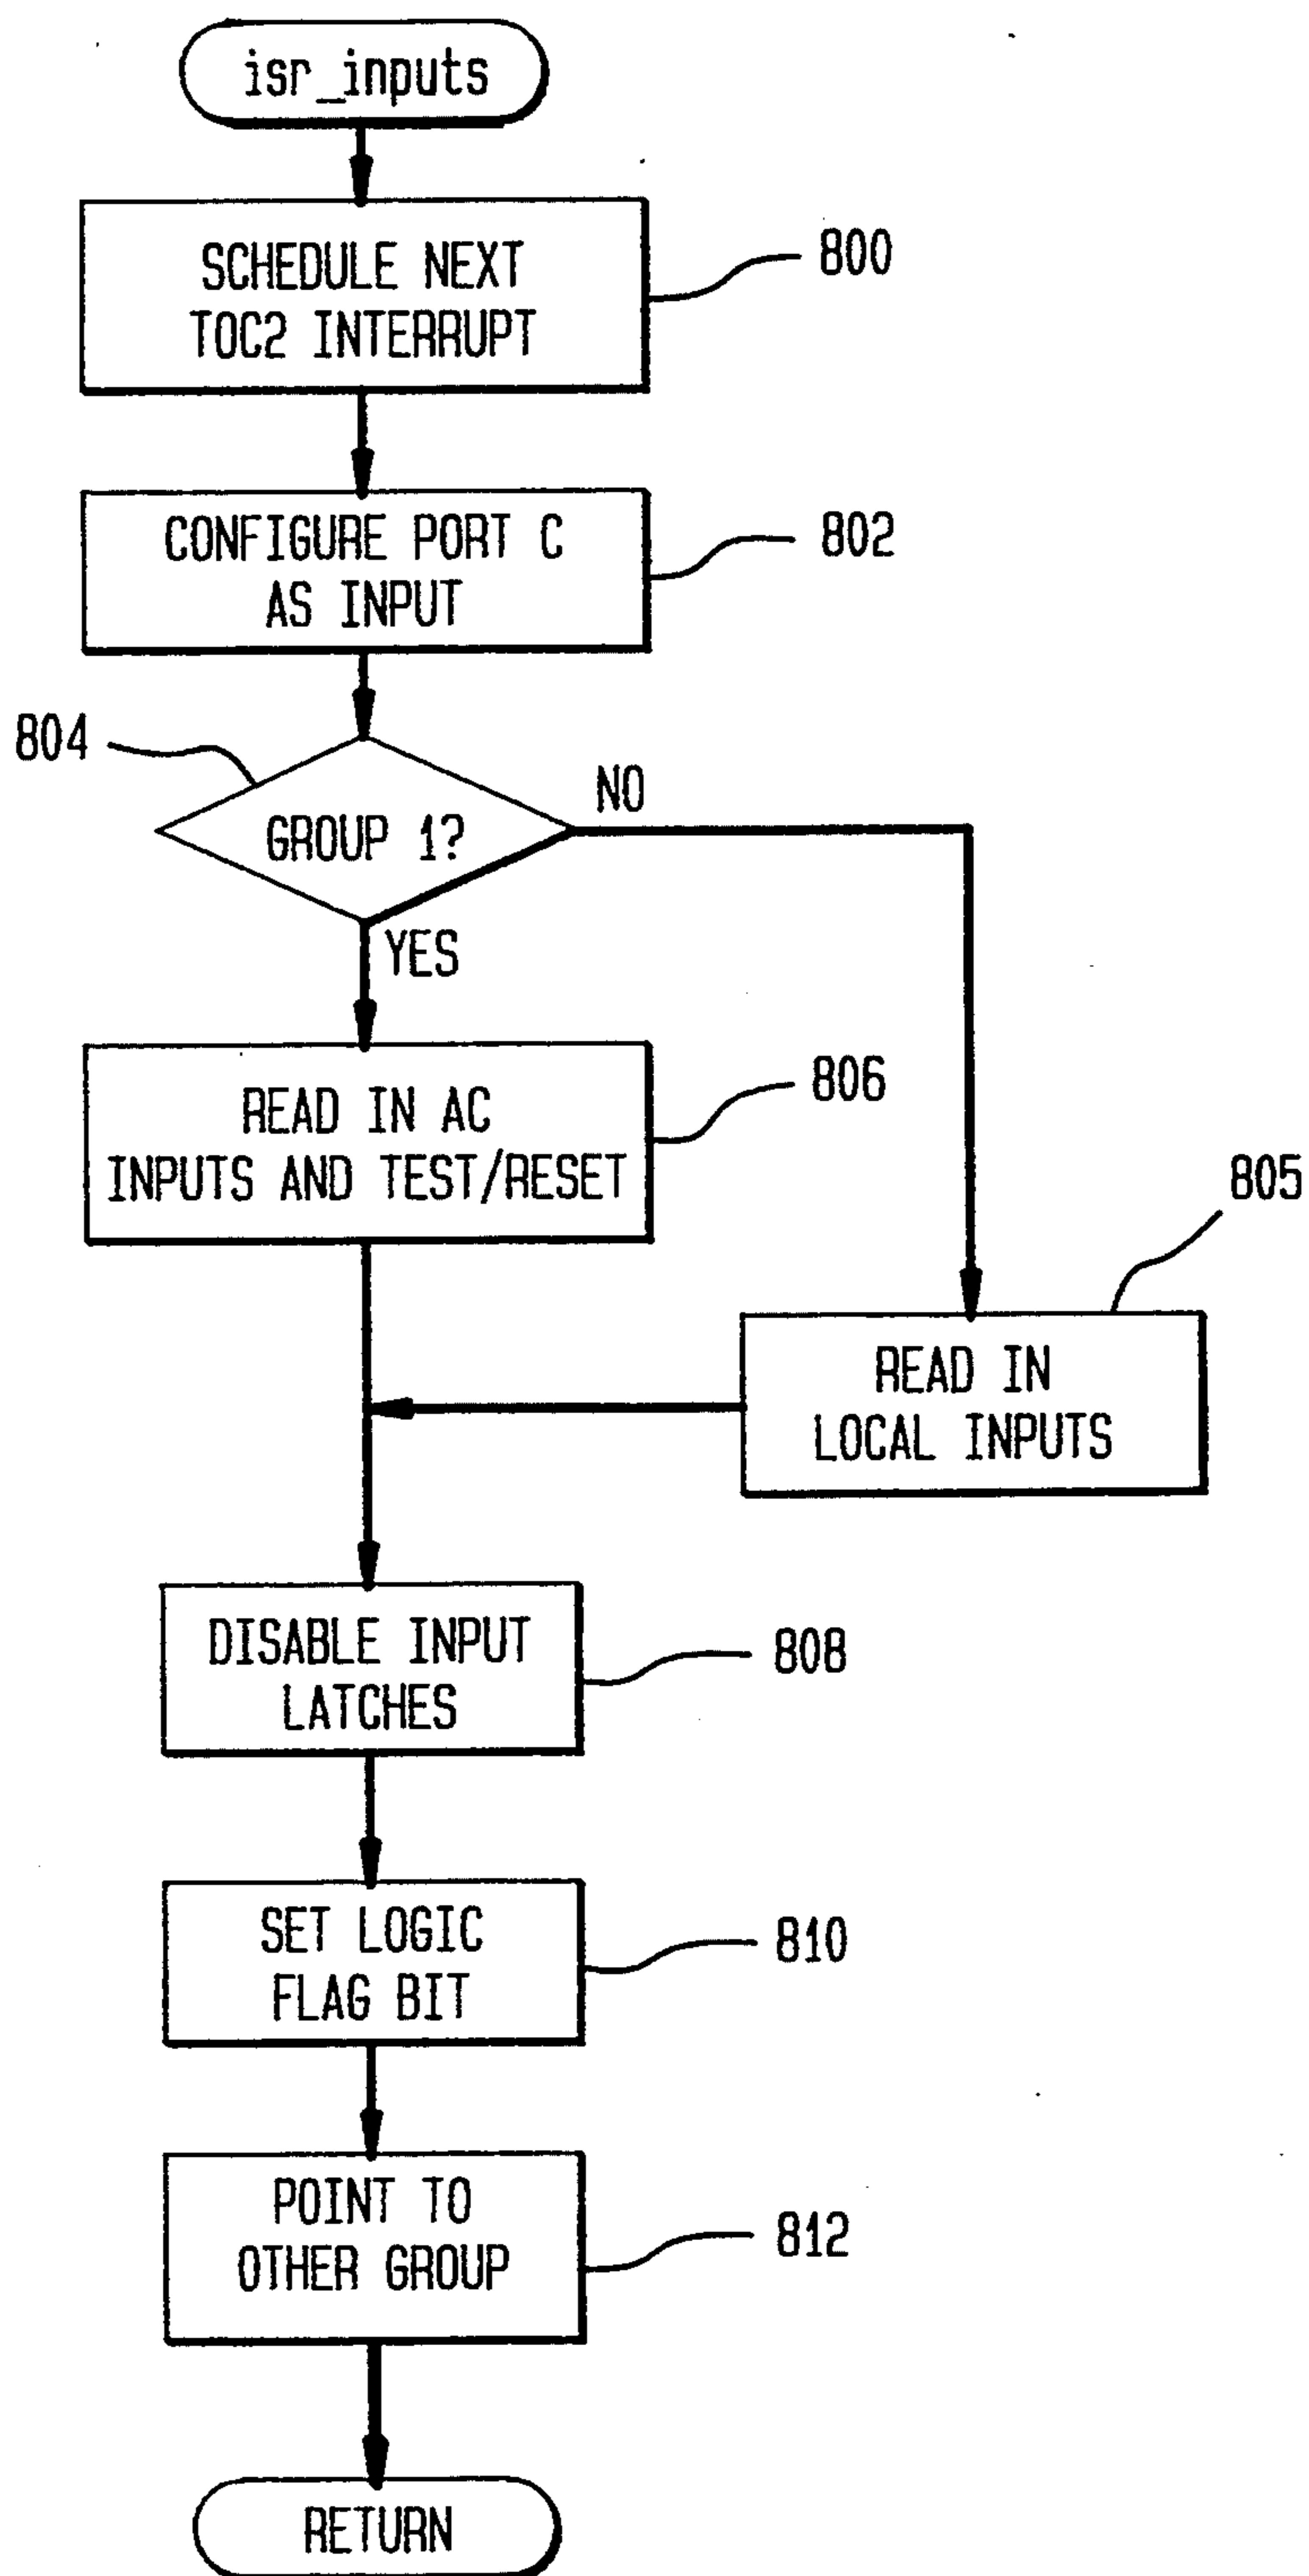 isr_inputs
SCHEDULE NEXT
TOC2 INTERRUPT
800
CONFIGURE PORT C
AS INPUT
802
804
GROUP 1?
NO
YES
READ IN AC
INPUTS AND TEST/RESET
806
805
READ IN
LOCAL INPUTS
DISABLE INPUT
LATCHES
808
SET LOGIC
FLAG BIT
810
POINT TO
OTHER GROUP
812
RETURN